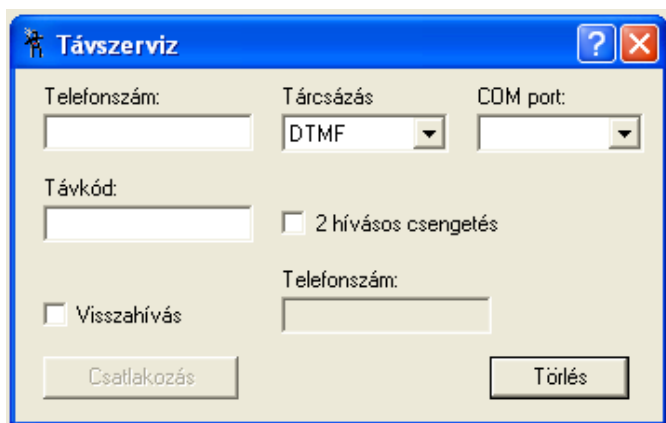 Távszerviz
Telefonszám: Tárcsázás COM port:
DTMF
Távkód:
2 hívásos csengetés
Telefonszám:
Visszahívás
Csatlakozás Törlés